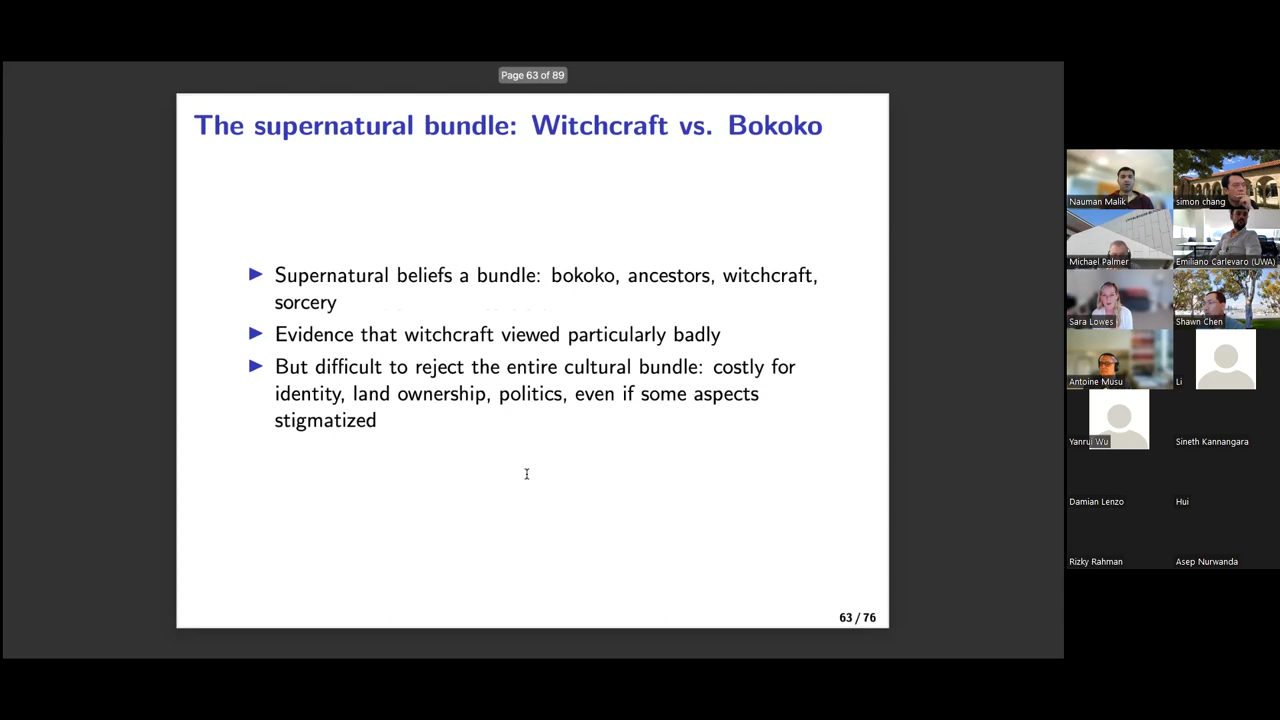 Page 63 of 89
The supernatural bundle: Witchcraft vs. Bokoko
▶ Supernatural beliefs a bundle: bokoko, ancestors, witchcraft,
sorcery
▶ Evidence that witchcraft viewed particularly badly
▶ But difficult to reject the entire cultural bundle: costly for
identity, land ownership, politics, even if some aspects
stigmatized
63 / 76
Nauman Malik
simon chang
Michael Palmer
Emiliano Carlevaro (UWA)
Sara Lowes
Shawn Chen
Antoine Musu
Li
Yanrui Wu
Sineth Kannangara
Damian Lenzo
Hui
Rizky Rahman
Asep Nurwanda